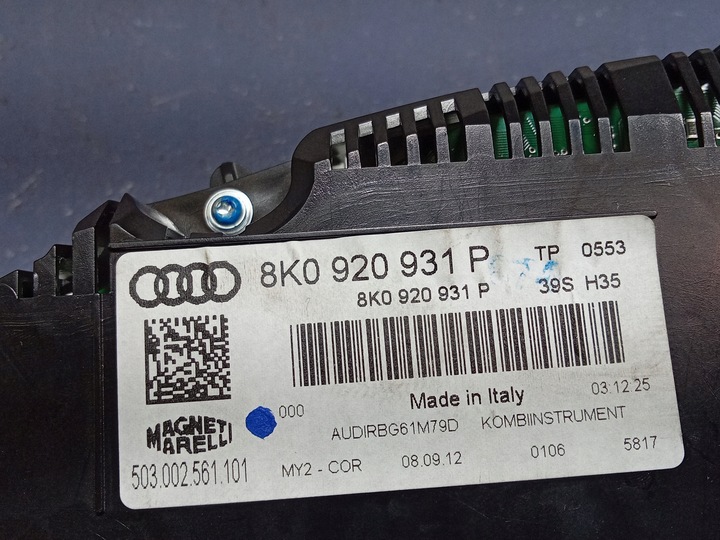 8K0 920 931 P TP 0553
8K0 920 931 P 39S H35
Made in Italy 03.12.25
000 AUDIRBG61M79D KOMBIINSTRUMENT
MAGNETI MARELLI
503.002.561.101 MY2 - COR 08.09.12 0106 5817